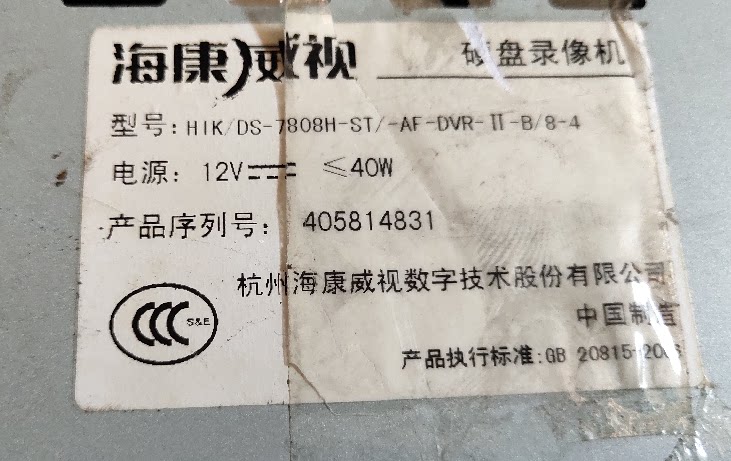 海康威视 硬盘录像机
型号: HIK/DS-7808H-ST/-AF-DVR-II-B/8-4
电源: 12V ≤40W
产品序列号: 405814831
杭州海康威视数字技术股份有限公司
CCC S&E
中国制造
产品执行标准:GB 20815-2006